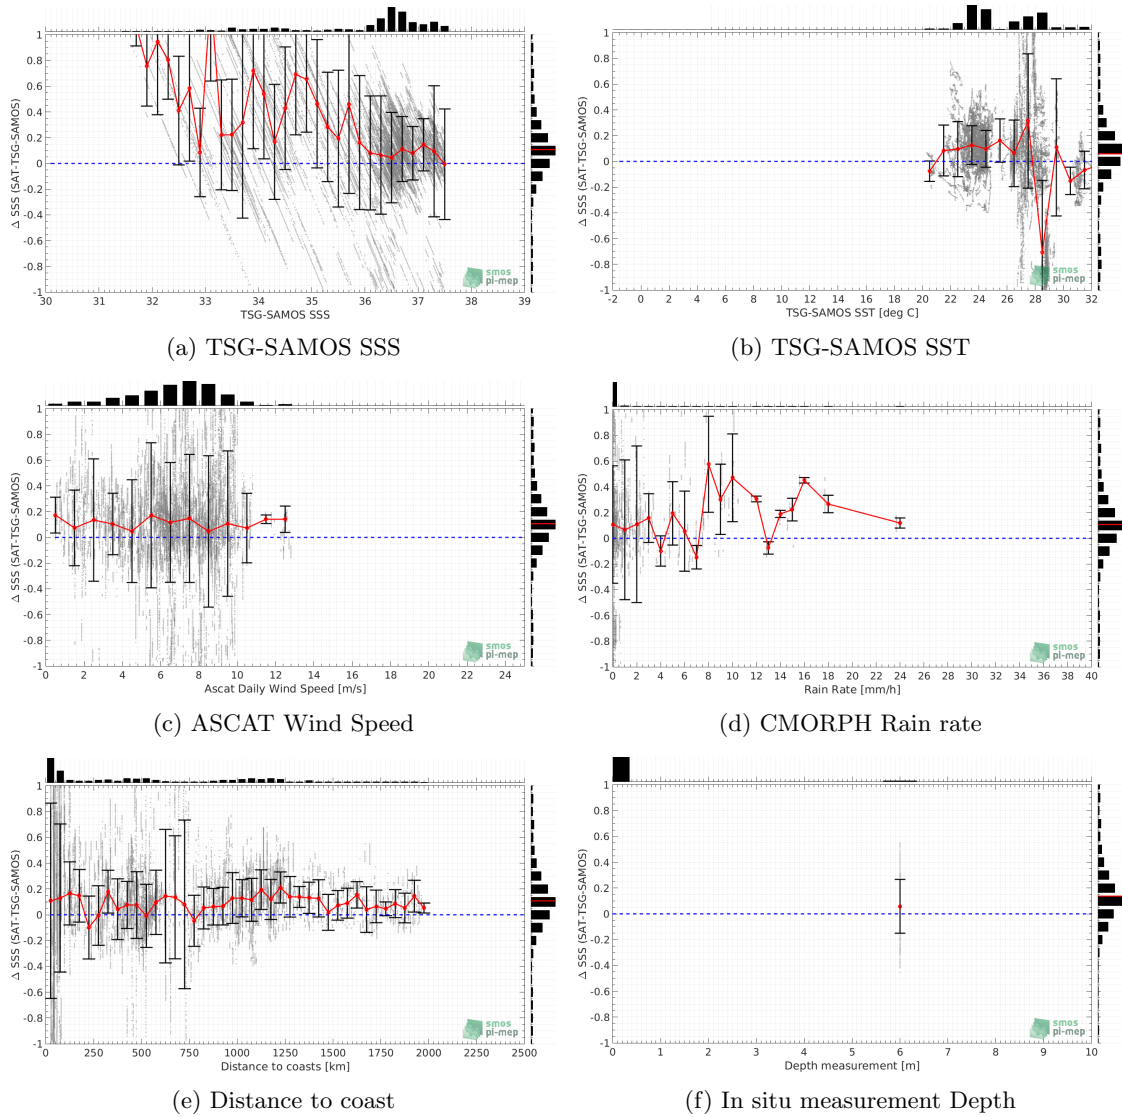 1
0.8
0.6
0.4
0.2
0
-0.2
-0.4
-0.6
-0.8
-1
Δ SSS (SAT-TSG-SAMOS)
smos
pi-mep
30 31 32 33 34 35 36 37 38 39
TSG-SAMOS SSS
(a) TSG-SAMOS SSS
1
0.8
0.6
0.4
0.2
0
-0.2
-0.4
-0.6
-0.8
-1
Δ SSS (SAT-TSG-SAMOS)
smos
pi-mep
-2 0 2 4 6 8 10 12 14 16 18 20 22 24 26 28 30 32
TSG-SAMOS SST [deg C]
(b) TSG-SAMOS SST
1
0.8
0.6
0.4
0.2
0
-0.2
-0.4
-0.6
-0.8
-1
Δ SSS (SAT-TSG-SAMOS)
smos
pi-mep
0 2 4 6 8 10 12 14 16 18 20 22 24
Ascat Daily Wind Speed [m/s]
(c) ASCAT Wind Speed
1
0.8
0.6
0.4
0.2
0
-0.2
-0.4
-0.6
-0.8
-1
Δ SSS (SAT-TSG-SAMOS)
smos
pi-mep
0 2 4 6 8 10 12 14 16 18 20 22 24 26 28 30 32 34 36 38 40
Rain Rate [mm/h]
(d) CMORPH Rain rate
1
0.8
0.6
0.4
0.2
0
-0.2
-0.4
-0.6
-0.8
-1
Δ SSS (SAT-TSG-SAMOS)
smos
pi-mep
0 250 500 750 1000 1250 1500 1750 2000 2250 2500
Distance to coasts [km]
(e) Distance to coast
1
0.8
0.6
0.4
0.2
0
-0.2
-0.4
-0.6
-0.8
-1
Δ SSS (SAT-TSG-SAMOS)
smos
pi-mep
0 1 2 3 4 5 6 7 8 9 10
Depth measurement [m]
(f) In situ measurement Depth